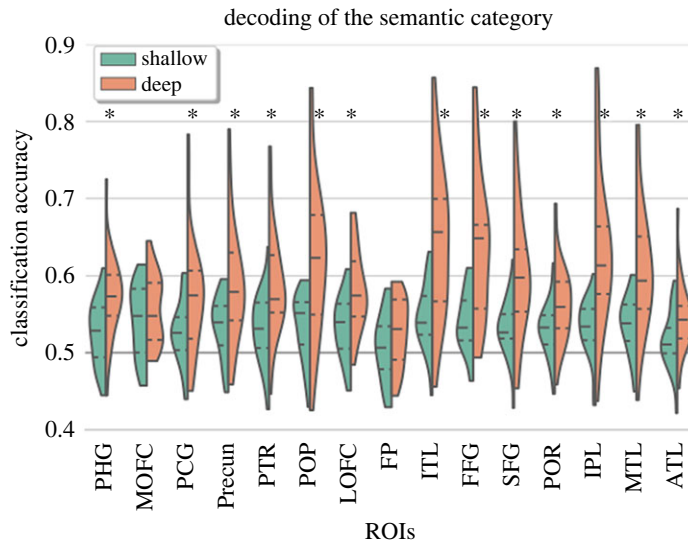 decoding of the semantic category
0.9
shallow
deep
* * * * * * * * * * * * *
0.8
0.7
0.6
0.5
0.4
classification accuracy
PHG MOFC PCG Precun PTR POP LOFC FP ITL FFG SFG POR IPL MTL ATL
ROIs